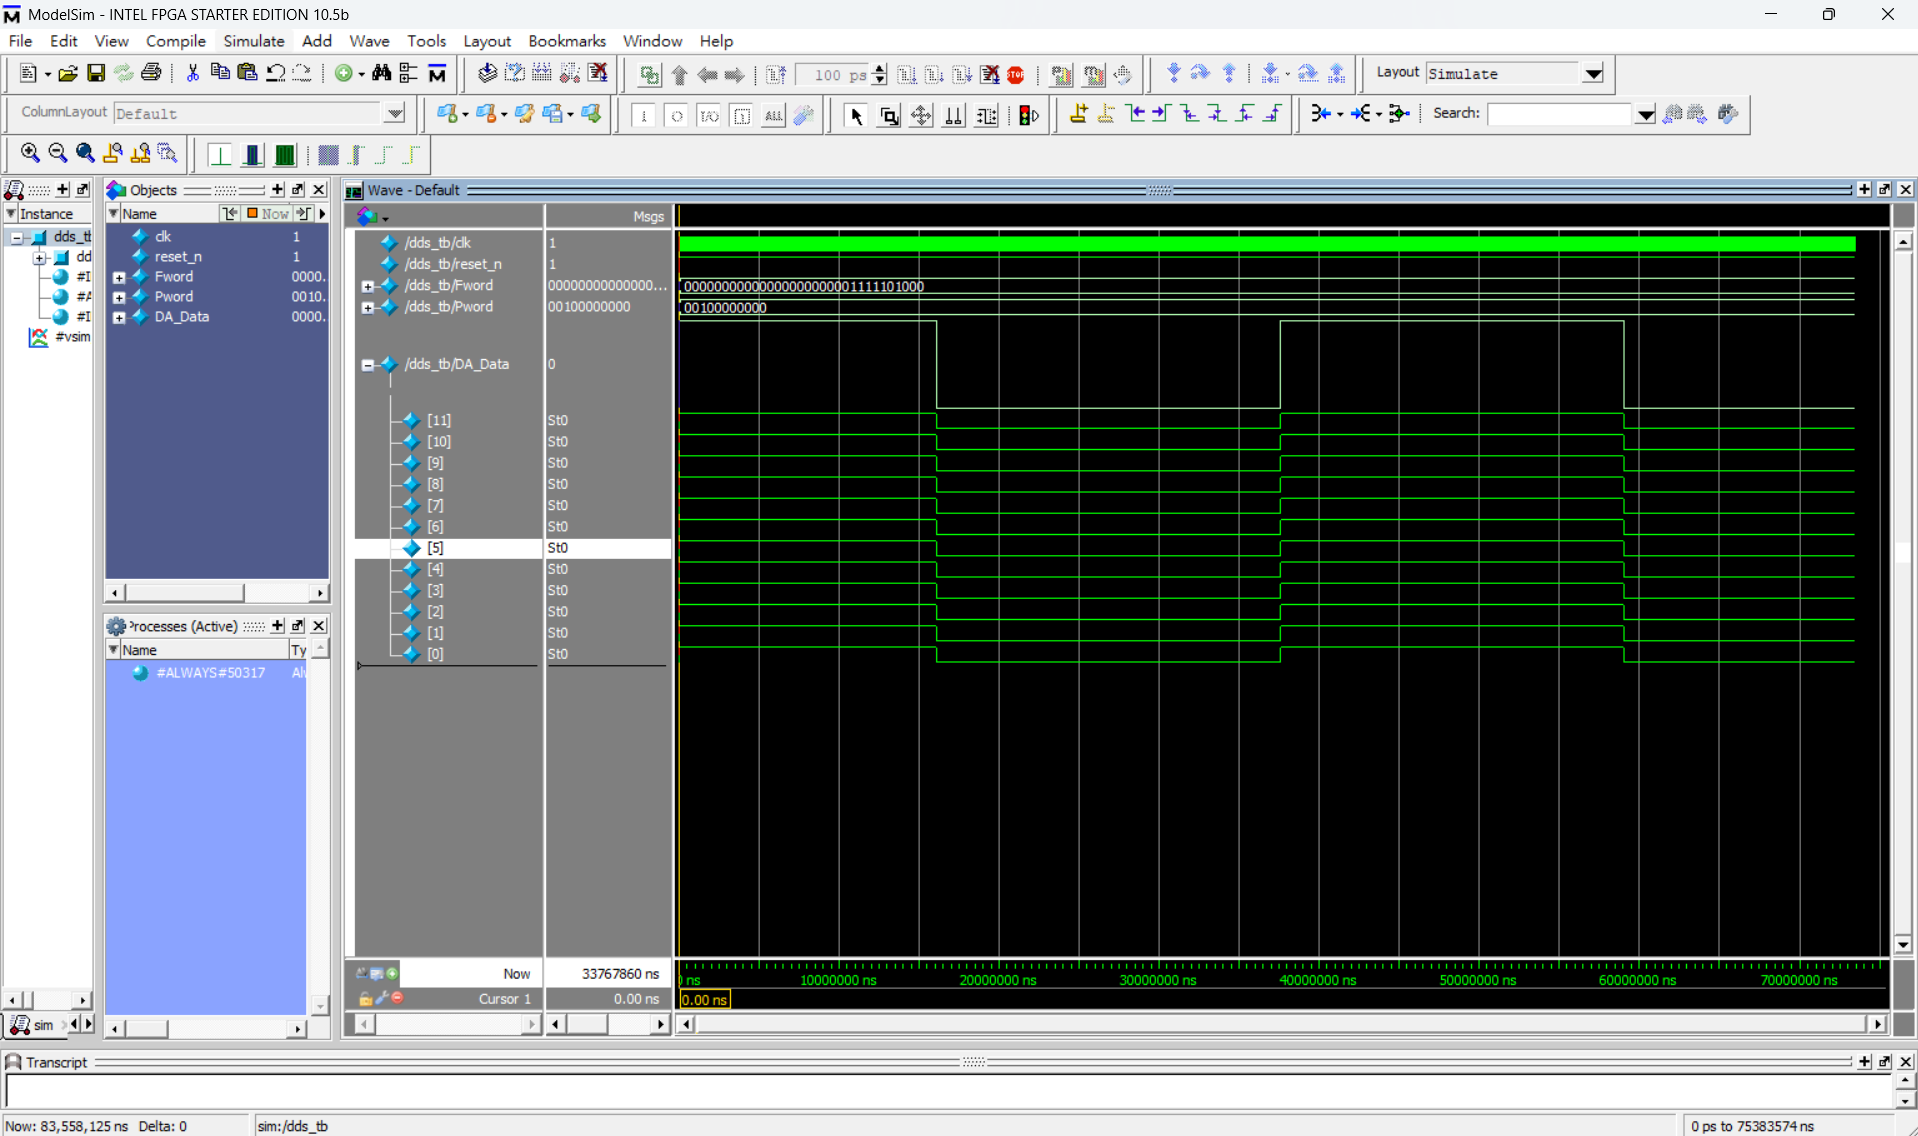 ModelSim - INTEL FPGA STARTER EDITION 10.5b
File Edit View Compile Simulate Add Wave Tools Layout Bookmarks Window Help
100 ps
Layout Simulate
ColumnLayout Default
Search:
Objects
Wave - Default
Instance
Name
Now
Msgs
dds_tb
dd
#I
#A
#I
#vsim
clk 1
reset_n 1
Fword 0000.
Pword 0010.
DA_Data 0000.
/dds_tb/clk 1
/dds_tb/reset_n 1
/dds_tb/Fword 00000000000000...
/dds_tb/Pword 00100000000
00100000000
/dds_tb/DA_Data 0
[11] St0
[10] St0
[9] St0
[8] St0
[7] St0
[6] St0
[5] St0
[4] St0
[3] St0
[2] St0
[1] St0
[0] St0
Processes (Active)
Name Ty
#ALWAYS#50317 Alw
Now 33767860 ns
Cursor 1 0.00 ns
ns 10000000 ns 20000000 ns 30000000 ns 40000000 ns 50000000 ns 60000000 ns 70000000 ns
0.00 ns
sim
Transcript
Now: 83,558,125 ns Delta: 0
sim:/dds_tb
0 ps to 75383574 ns